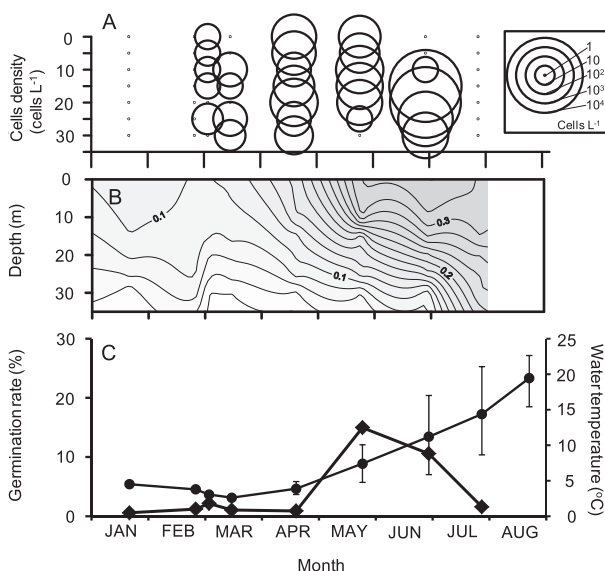 A
Cells density
(cells L-1)
0
10
20
30
1
10
10²
10³
10⁴
Cells L-1
B
Depth (m)
0
10
20
30
0.1
0.1
0.2
0.3
C
Germination rate (%)
30
20
10
0
Water temperature (°C)
25
20
15
10
5
0
JAN FEB MAR APR MAY JUN JUL AUG
Month